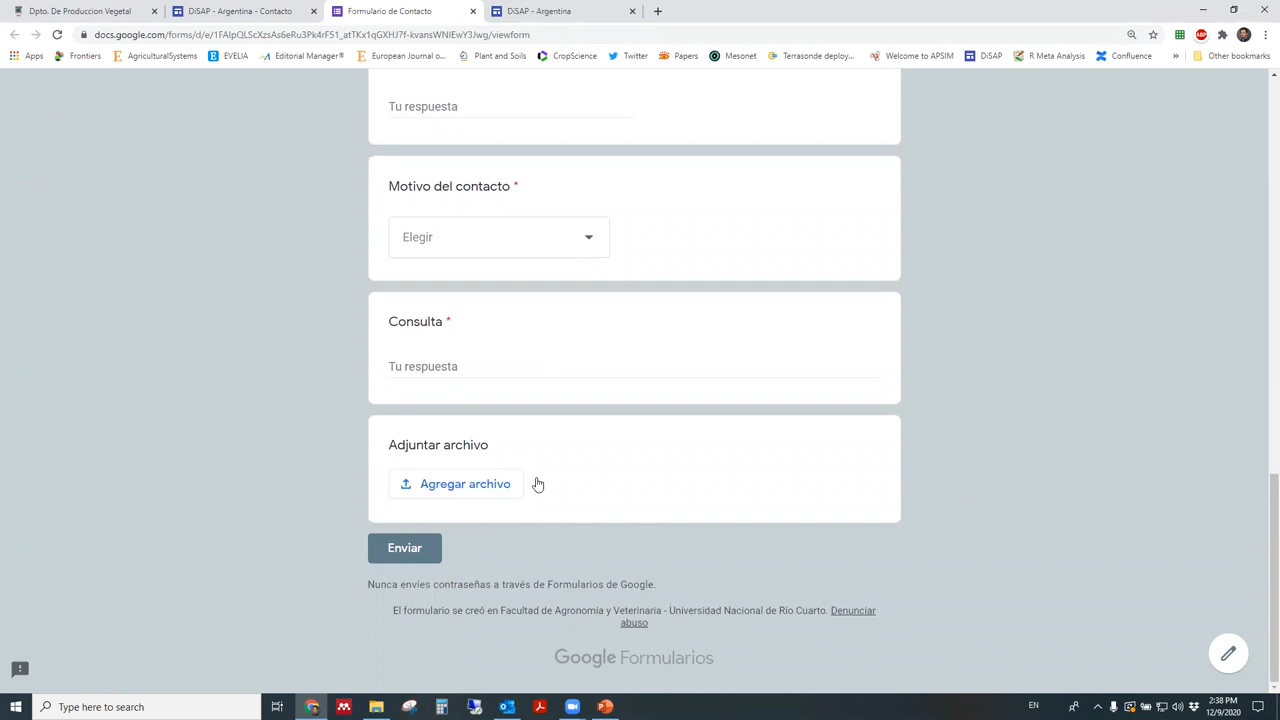 Dpto. De Produccion Vegetal
DiSAP - Argentina - Contacto
Formulario de Contacto
DiSAP - Argentina
docs.google.com/forms/d/e/1FAIpQLScXzsAs6eRu3Pk4rF51_atTKx1qGXHJ7f-kvansWNIEwY3Jwg/viewform
Apps
Frontiers
AgriculturalSystems
EVELIA
Editorial Manager®
European Journal o...
Plant and Soils
CropScience
Twitter
Papers
Mesonet
Terrasonde deploy...
Welcome to APSIM
DiSAP
R Meta Analysis
Confluence
»
Other bookmarks
Tu respuesta
Motivo del contacto *
Elegir
Consulta *
Tu respuesta
Adjuntar archivo
Agregar archivo
Enviar
Nunca envíes contraseñas a través de Formularios de Google.
El formulario se creó en Facultad de Agronomía y Veterinaria - Universidad Nacional de Río Cuarto. Denunciar
abuso
Google Formularios
Type here to search
EN
2:38 PM
12/9/2020